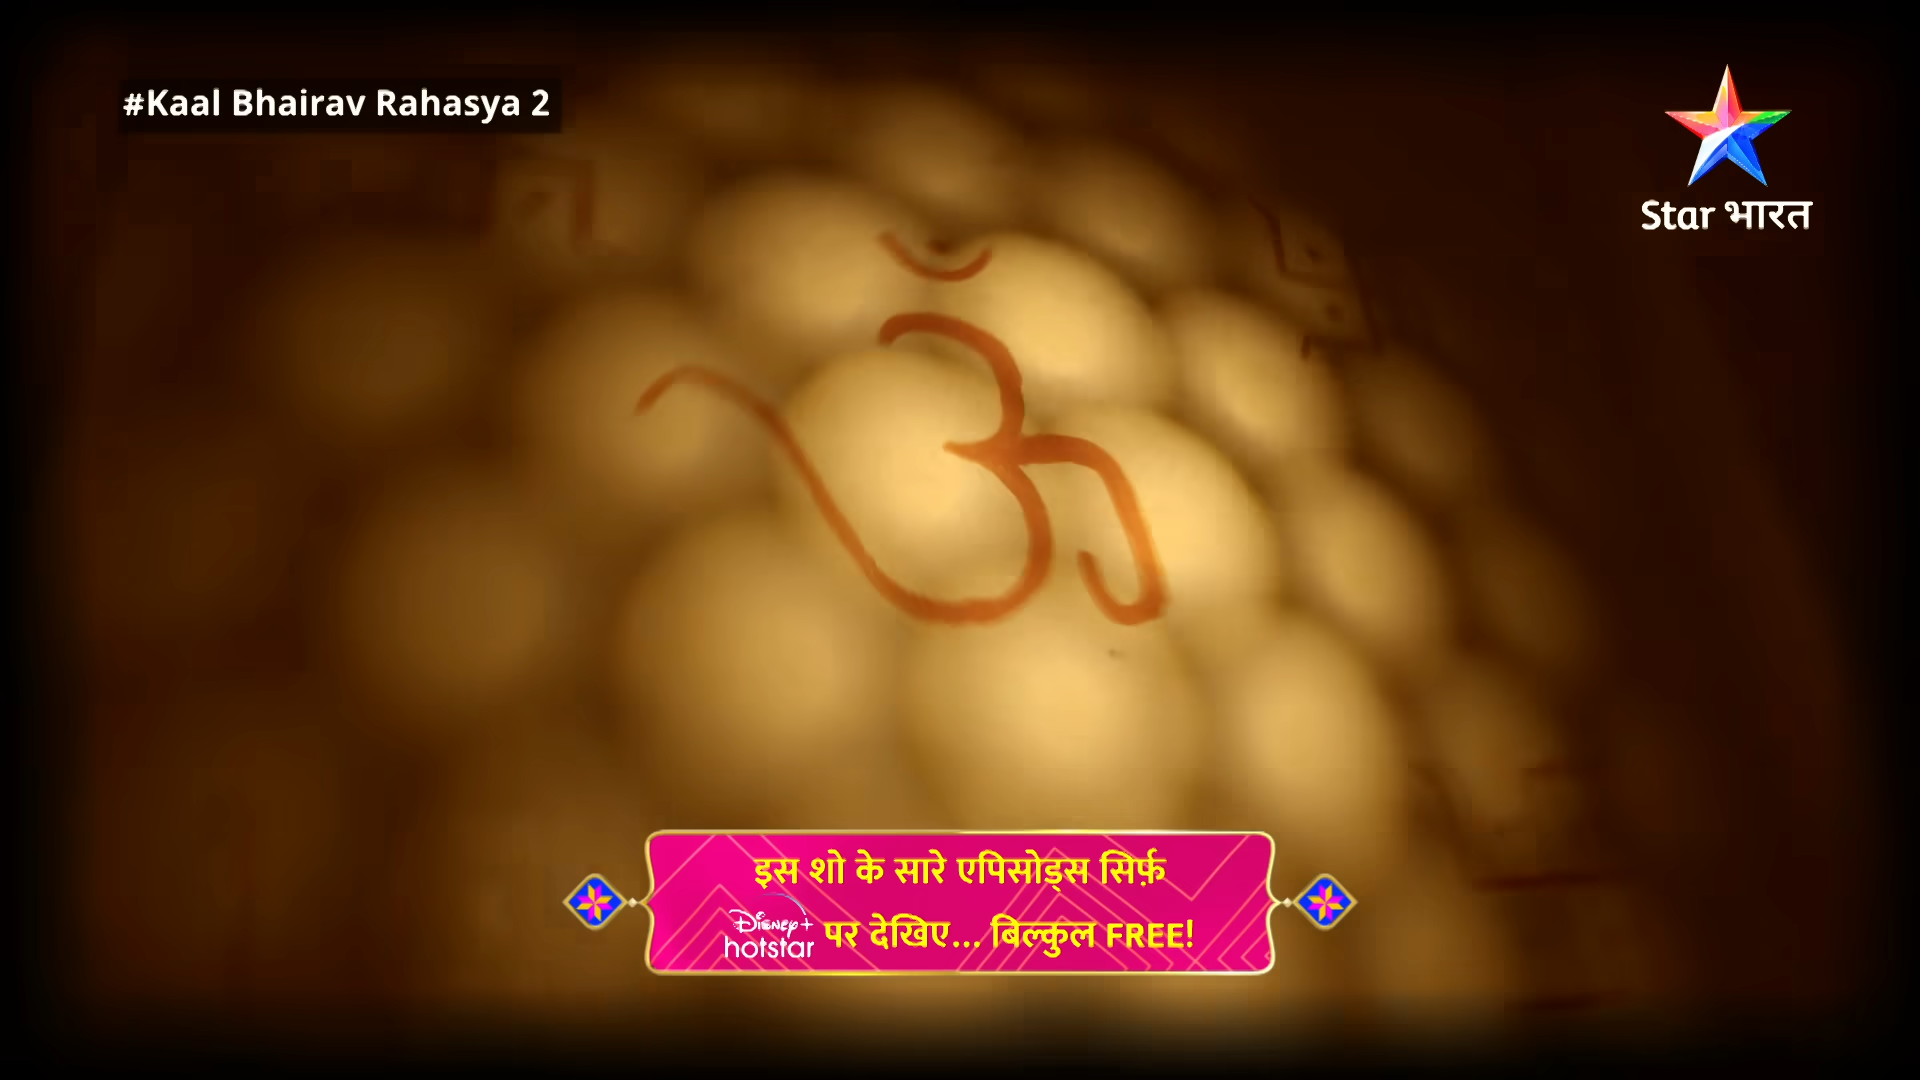 #Kaal Bhairav Rahasya 2
Star भारत
ॐ
इस शो के सारे एपिसोड्स सिर्फ़
Disney+ hotstar पर देखिए... बिल्कुल FREE!